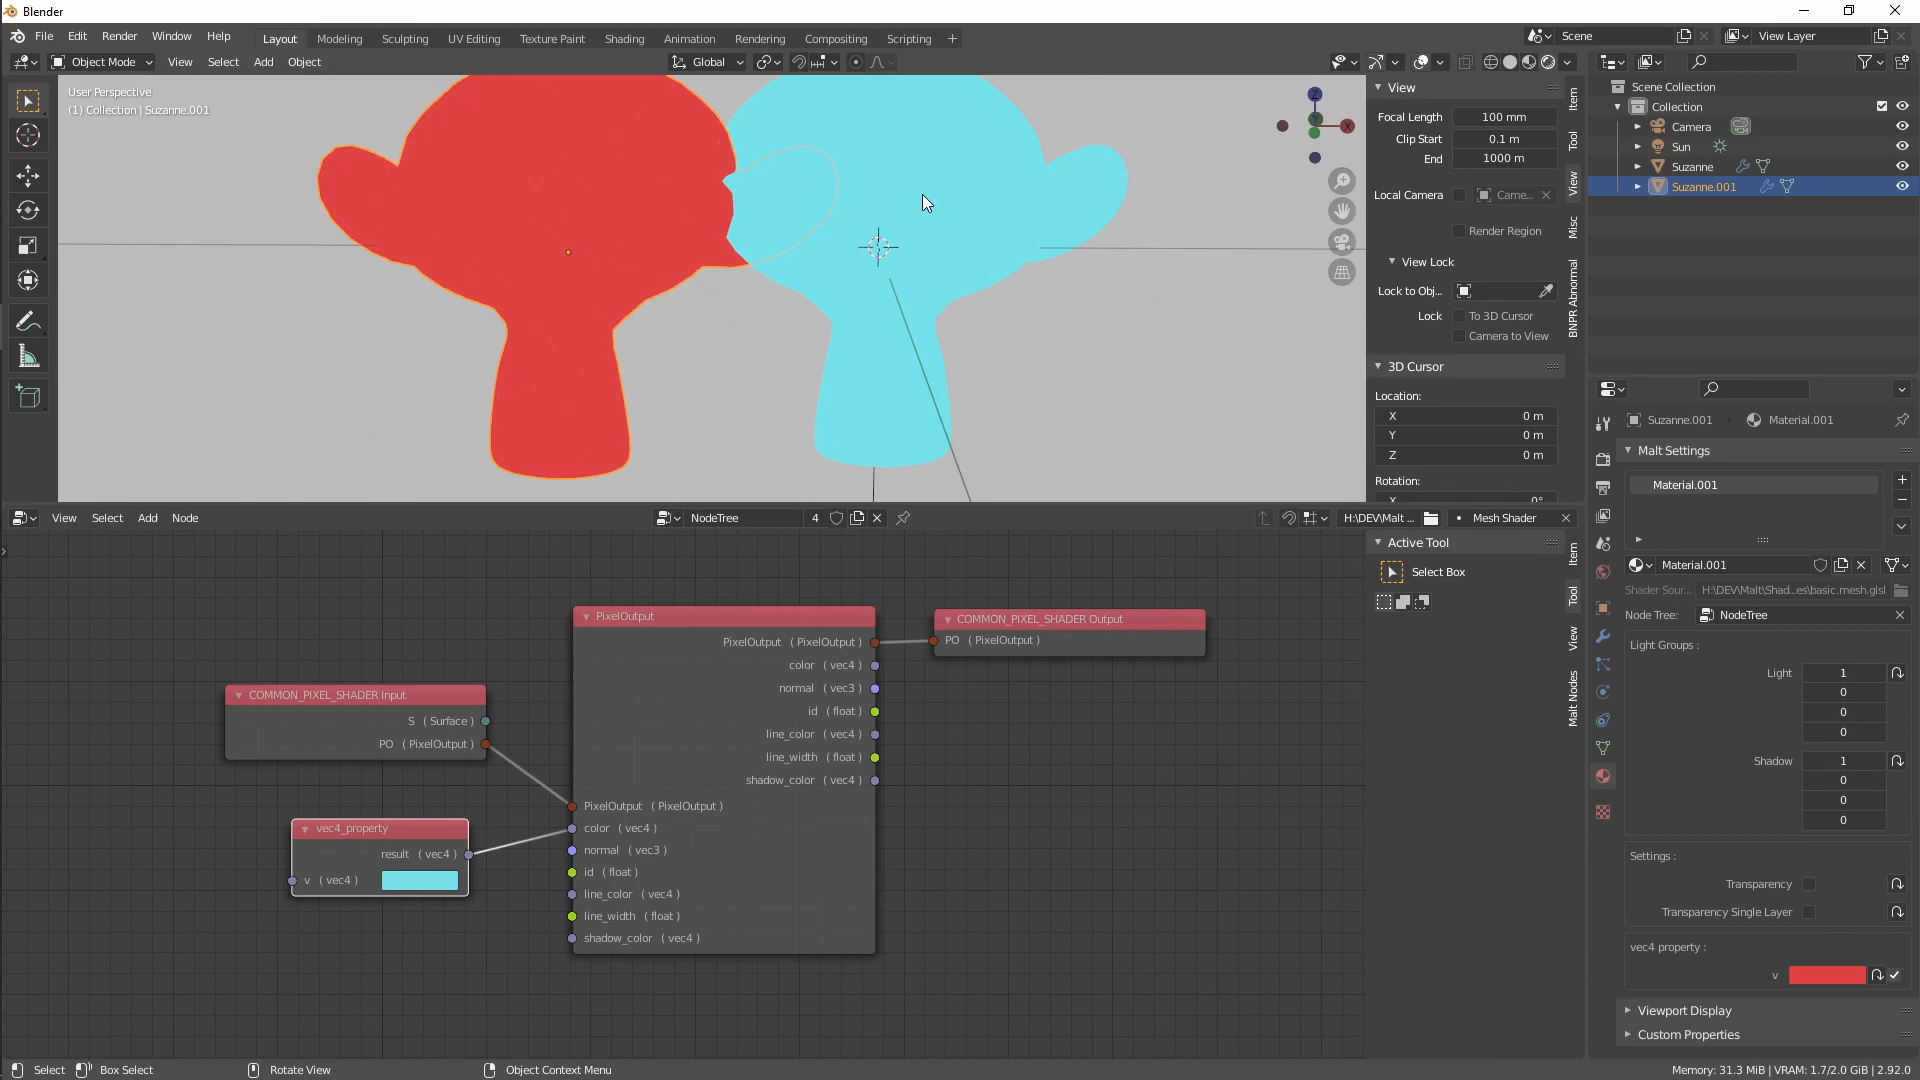 Blender
File Edit Render Window Help Layout Modeling Sculpting UV Editing Texture Paint Shading Animation Rendering Compositing Scripting + Scene View Layer
Object Mode View Select Add Object Global
User Perspective
(1) Collection | Suzanne.001
Z
Y
X
View
Focal Length 100 mm
Clip Start 0.1 m
End 1000 m
Local Camera Came...
Render Region
View Lock
Lock to Obj...
Lock To 3D Cursor
Camera to View
3D Cursor
Location:
X 0 m
Y 0 m
Z 0 m
Rotation:
X 0°
Item
Tool
View
Misc
BNPR Abnormal
Scene Collection
Collection
Camera
Sun
Suzanne
Suzanne.001
View Select Add Node NodeTree 4 H:\DEV\Malt ... Mesh Shader
Active Tool
Select Box
Item
Tool
View
Malt Nodes
COMMON_PIXEL_SHADER Input
S ( Surface )
PO ( PixelOutput )
vec4_property
result ( vec4 )
v ( vec4 )
PixelOutput
PixelOutput ( PixelOutput )
color ( vec4 )
normal ( vec3 )
id ( float )
line_color ( vec4 )
line_width ( float )
shadow_color ( vec4 )
PixelOutput ( PixelOutput )
color ( vec4 )
normal ( vec3 )
id ( float )
line_color ( vec4 )
line_width ( float )
shadow_color ( vec4 )
COMMON_PIXEL_SHADER Output
PO ( PixelOutput )
Suzanne.001 Material.001
Malt Settings
Material.001
Material.001
Shader Sour... H:\DEV\Malt\Shad...es\basic.mesh.glsl
Node Tree: NodeTree
Light Groups :
Light 1
0
0
0
Shadow 1
0
0
0
Settings :
Transparency
Transparency Single Layer
vec4 property :
v
Viewport Display
Custom Properties
Select Box Select Rotate View Object Context Menu Memory: 31.3 MiB | VRAM: 1.7/2.0 GiB | 2.92.0